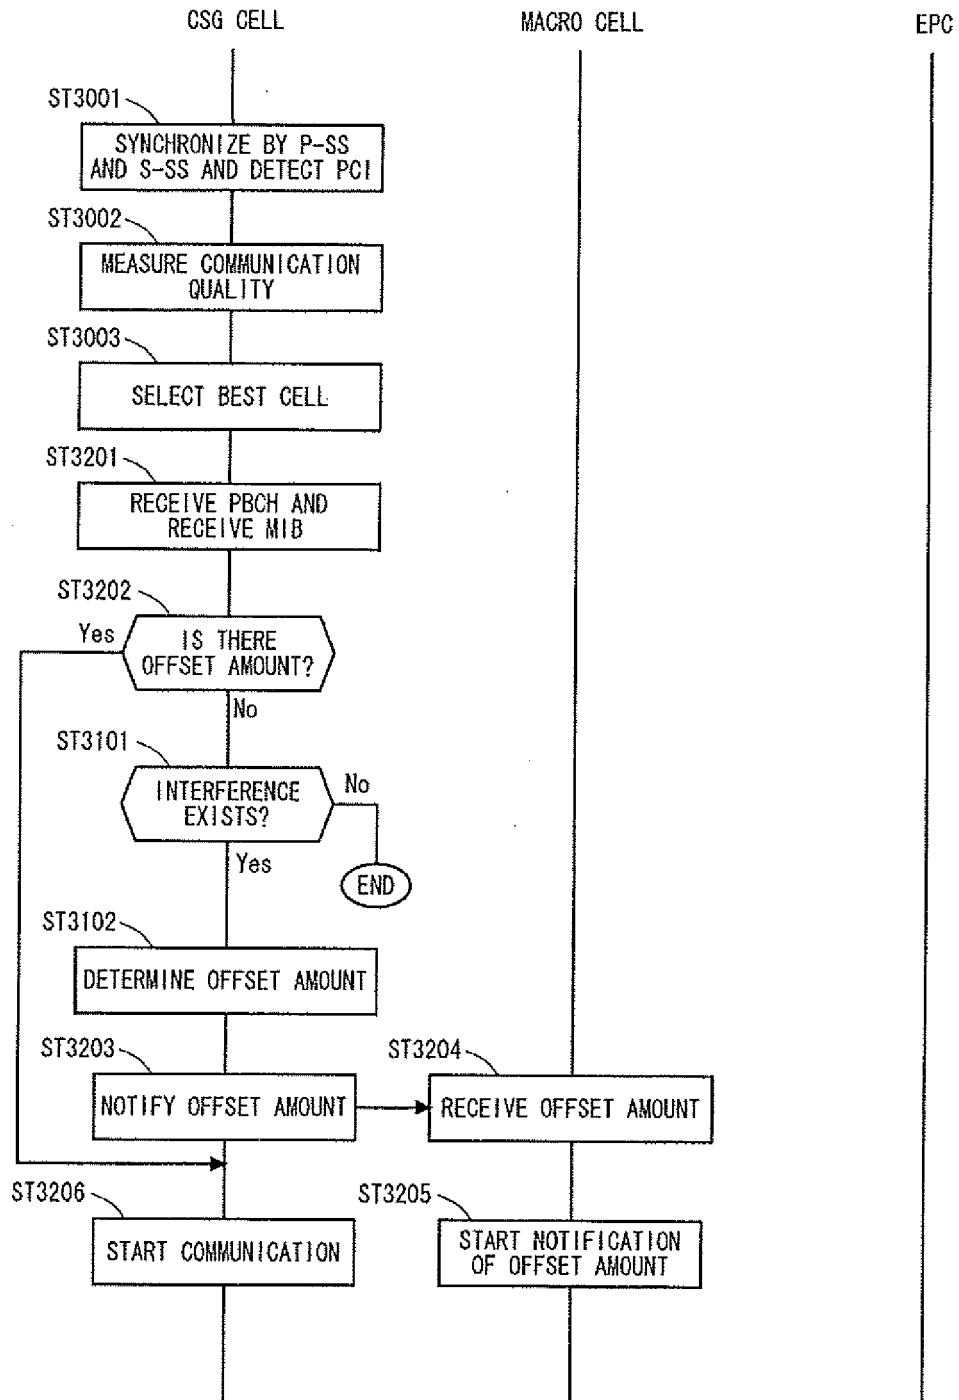 CSG CELL
MACRO CELL
EPC
ST3001
SYNCHRONIZE BY P-SS
AND S-SS AND DETECT PCI
ST3002
MEASURE COMMUNICATION
QUALITY
ST3003
SELECT BEST CELL
ST3201
RECEIVE PBCH AND
RECEIVE MIB
ST3202
Yes
IS THERE
OFFSET AMOUNT?
No
ST3101
INTERFERENCE
EXISTS?
No
Yes
END
ST3102
DETERMINE OFFSET AMOUNT
ST3203
NOTIFY OFFSET AMOUNT
ST3204
RECEIVE OFFSET AMOUNT
ST3206
START COMMUNICATION
ST3205
START NOTIFICATION
OF OFFSET AMOUNT